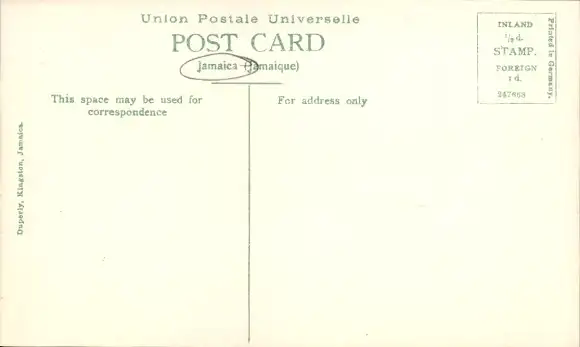 Union Postale Universelle
POST CARD
Jamaica (Jamaique)
This space may be used for
correspondence
For address only
INLAND
½ d.
STAMP.
FOREIGN
1 d.
247669
Printed in Germany.
Duperly, Kingston, Jamaica.